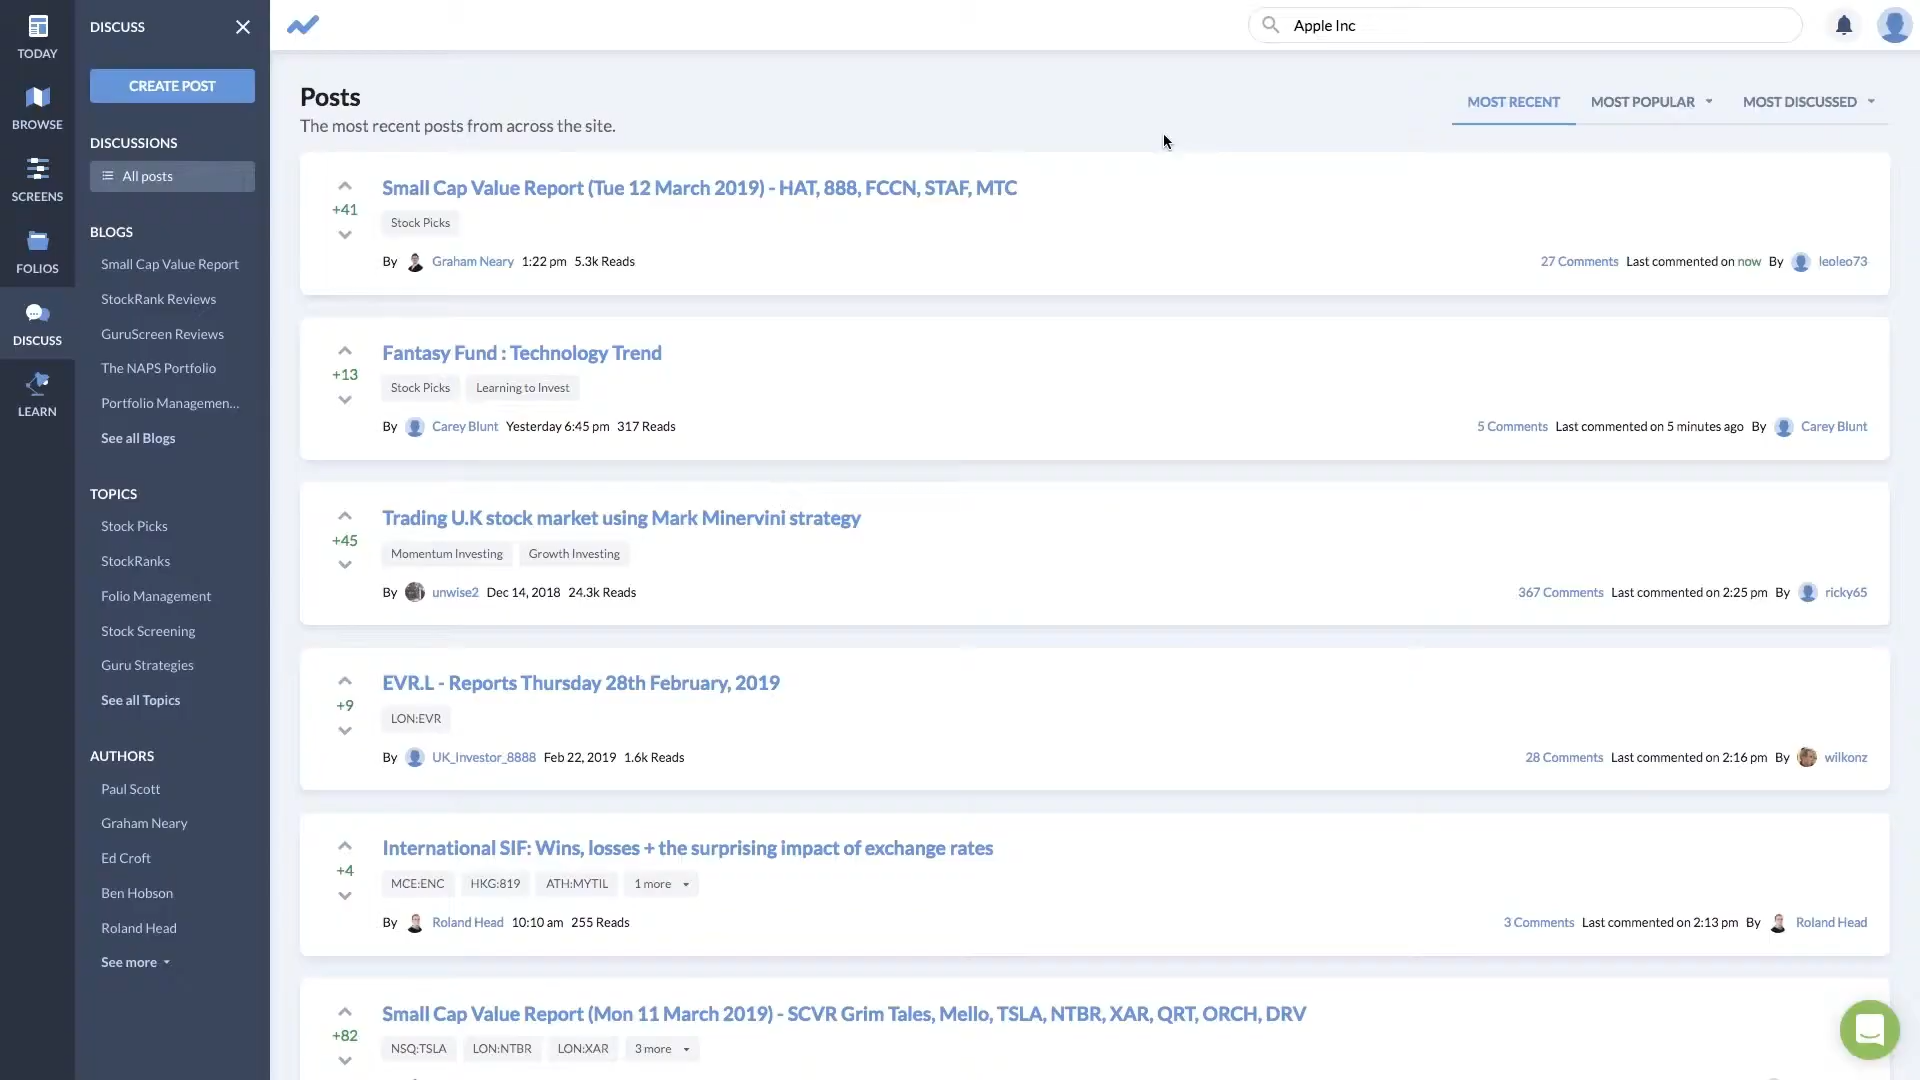 TODAY
BROWSE
SCREENS
FOLIOS
DISCUSS
LEARN
DISCUSS
CREATE POST
DISCUSSIONS
All posts
BLOGS
Small Cap Value Report
StockRank Reviews
GuruScreen Reviews
The NAPS Portfolio
Portfolio Managemen...
See all Blogs
TOPICS
Stock Picks
StockRanks
Folio Management
Stock Screening
Guru Strategies
See all Topics
AUTHORS
Paul Scott
Graham Neary
Ed Croft
Ben Hobson
Roland Head
See more
Apple Inc
Posts
The most recent posts from across the site.
MOST RECENT MOST POPULAR MOST DISCUSSED
Small Cap Value Report (Tue 12 March 2019) - HAT, 888, FCCN, STAF, MTC
+41
Stock Picks
By Graham Neary 1:22 pm 5.3k Reads 27 Comments Last commented on now By leoleo73
Fantasy Fund : Technology Trend
+13
Stock Picks Learning to Invest
By Carey Blunt Yesterday 6:45 pm 317 Reads 5 Comments Last commented on 5 minutes ago By Carey Blunt
Trading U.K stock market using Mark Minervini strategy
+45
Momentum Investing Growth Investing
By unwise2 Dec 14, 2018 24.3k Reads 367 Comments Last commented on 2:25 pm By ricky65
EVR.L - Reports Thursday 28th February, 2019
+9
LON:EVR
By UK_Investor_8888 Feb 22, 2019 1.6k Reads 28 Comments Last commented on 2:16 pm By wilkonz
International SIF: Wins, losses + the surprising impact of exchange rates
+4
MCE:ENC HKG:819 ATH:MYTIL 1 more
By Roland Head 10:10 am 255 Reads 3 Comments Last commented on 2:13 pm By Roland Head
Small Cap Value Report (Mon 11 March 2019) - SCVR Grim Tales, Mello, TSLA, NTBR, XAR, QRT, ORCH, DRV
+82
NSQ:TSLA LON:NTBR LON:XAR 3 more